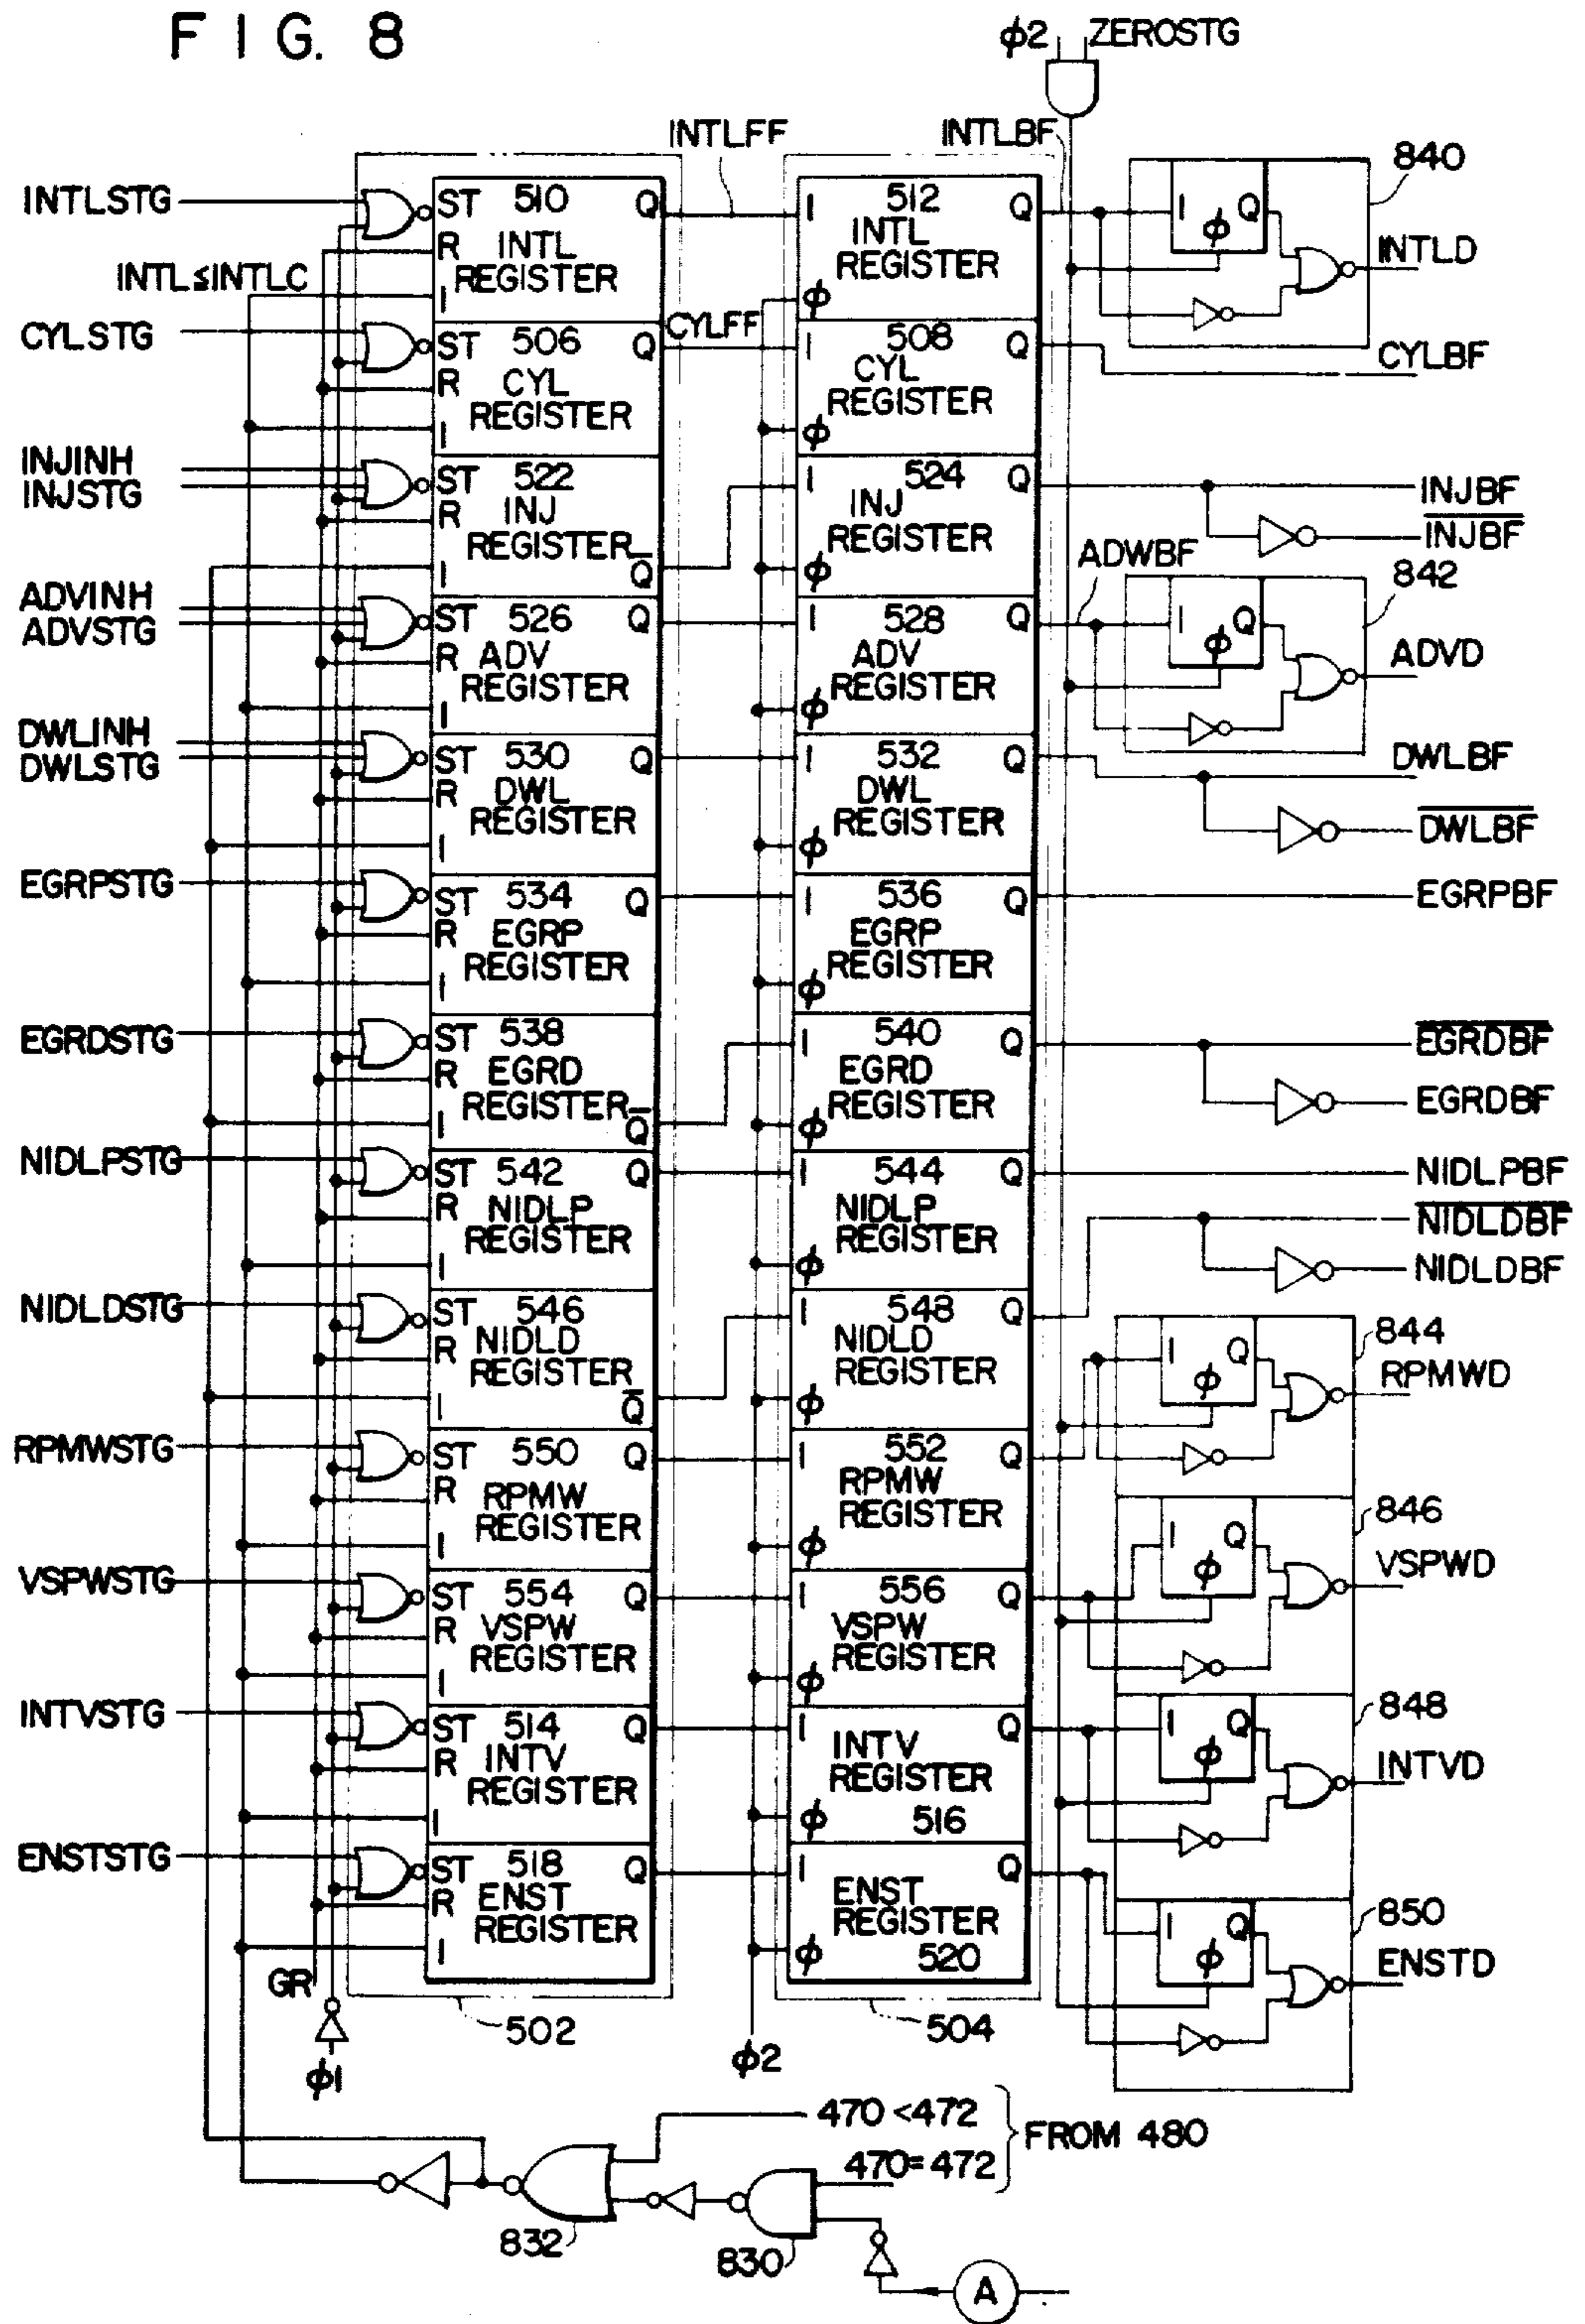 FIG. 8
φ2 ZEROSTG
INTLFF
INTLBF
840
INTLSTG
ST 510 Q
R INTL REGISTER
I
I 512 Q
INTL REGISTER
φ
I Q
φ
INTLD
INTL≤INTLC
CYLSTG
CYLFF
ST 506 Q
R CYL REGISTER
I
I 508 Q
CYL REGISTER
φ
CYLBF
INJINH
INJSTG
ST 522
R INJ REGISTER
I Q̅
I 524 Q
INJ REGISTER
φ
INJBF
I̅N̅J̅B̅F̅
ADWBF
842
ADVINH
ADVSTG
ST 526 Q
R ADV REGISTER
I
I 528 Q
ADV REGISTER
φ
I Q
φ
ADVD
DWLINH
DWLSTG
ST 530 Q
R DWL REGISTER
I
I 532 Q
DWL REGISTER
φ
DWLBF
D̅W̅L̅B̅F̅
EGRPSTG
ST 534 Q
R EGRP REGISTER
I
I 536 Q
EGRP REGISTER
φ
EGRPBF
EGRDSTG
ST 538
R EGRD REGISTER
I Q̅
I 540 Q
EGRD REGISTER
φ
E̅G̅R̅D̅B̅F̅
EGRDBF
NIDLPSTG
ST 542 Q
R NIDLP REGISTER
I
I 544 Q
NIDLP REGISTER
φ
NIDLPBF
N̅I̅D̅L̅D̅B̅F̅
NIDLDBF
NIDLDSTG
ST 546
R NIDLD REGISTER
I Q̅
I 548 Q
NIDLD REGISTER
φ
844
I Q
φ
RPMWD
RPMWSTG
ST 550 Q
R RPMW REGISTER
I
I 552 Q
RPMW REGISTER
φ
846
I Q
φ
VSPWD
VSPWSTG
ST 554 Q
R VSPW REGISTER
I
I 556 Q
VSPW REGISTER
φ
848
I Q
φ
INTVD
INTVSTG
ST 514 Q
R INTV REGISTER
I
I Q
INTV REGISTER
φ 516
850
I Q
φ
ENSTD
ENSTSTG
ST 518 Q
R ENST REGISTER
I
I Q
ENST REGISTER
φ 520
GR
502
504
φ1
φ2
470<472
470=472
FROM 480
832
830
A